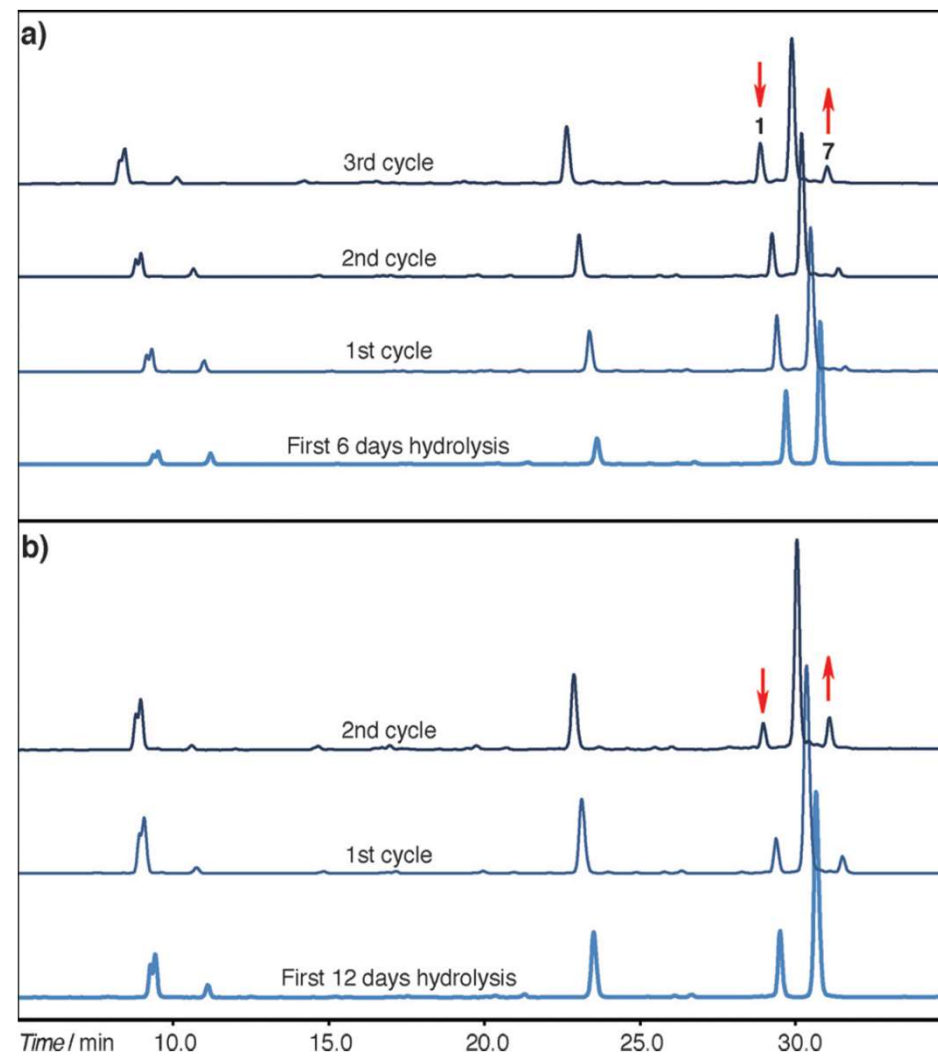 a)
1
7
3rd cycle
2nd cycle
1st cycle
First 6 days hydrolysis
b)
2nd cycle
1st cycle
First 12 days hydrolysis
Time / min 10.0 15.0 20.0 25.0 30.0